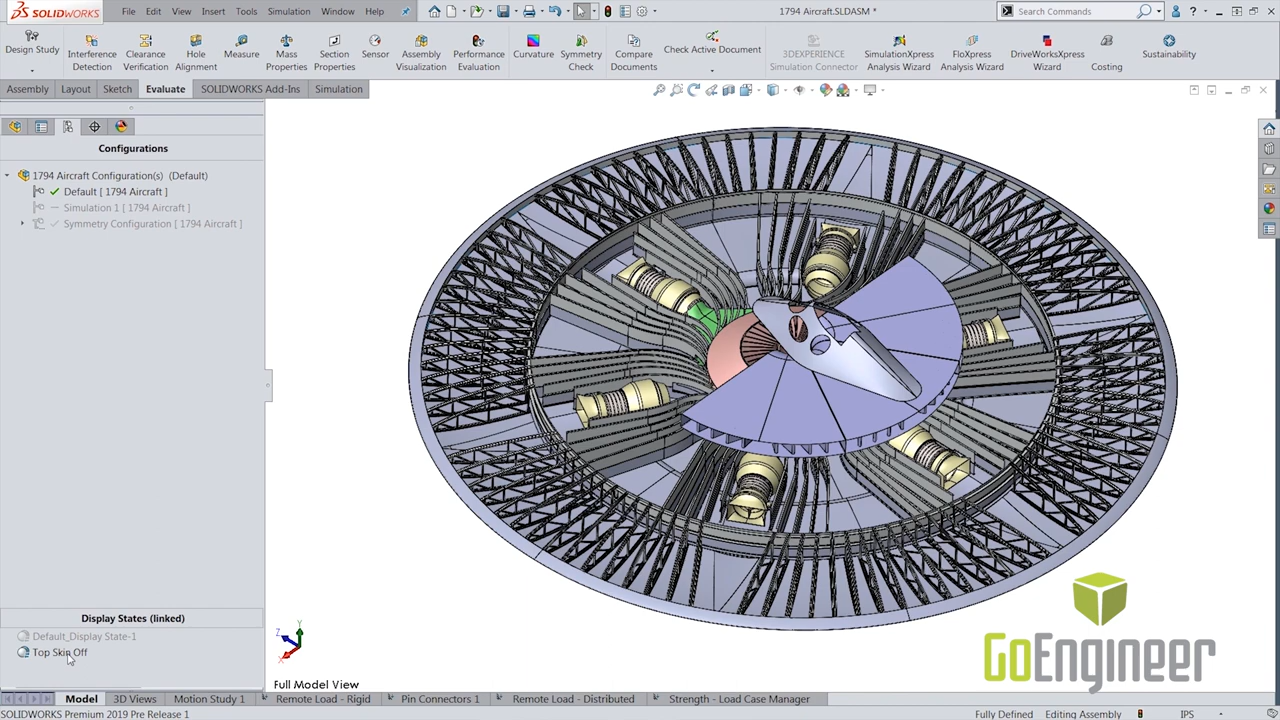 SOLIDWORKS
File Edit View Insert Tools Simulation Window Help
1794 Aircraft.SLDASM *
Search Commands
Design Study
Interference Detection
Clearance Verification
Hole Alignment
Measure
Mass Properties
Section Properties
Sensor
Assembly Visualization
Performance Evaluation
Curvature
Symmetry Check
Compare Documents
Check Active Document
3DEXPERIENCE Simulation Connector
SimulationXpress Analysis Wizard
FloXpress Analysis Wizard
DriveWorksXpress Wizard
Costing
Sustainability
Assembly Layout Sketch Evaluate SOLIDWORKS Add-Ins Simulation
Configurations
1794 Aircraft Configuration(s) (Default)
Default [ 1794 Aircraft ]
Simulation 1 [ 1794 Aircraft ]
Symmetry Configuration [ 1794 Aircraft ]
Display States (linked)
Default_Display State-1
Top Skin Off
Y
Z
X
Full Model View
GoEngineer
Model 3D Views Motion Study 1 Remote Load - Rigid Pin Connectors 1 Remote Load - Distributed Strength - Load Case Manager
SOLIDWORKS Premium 2019 Pre Release 1
Fully Defined Editing Assembly IPS